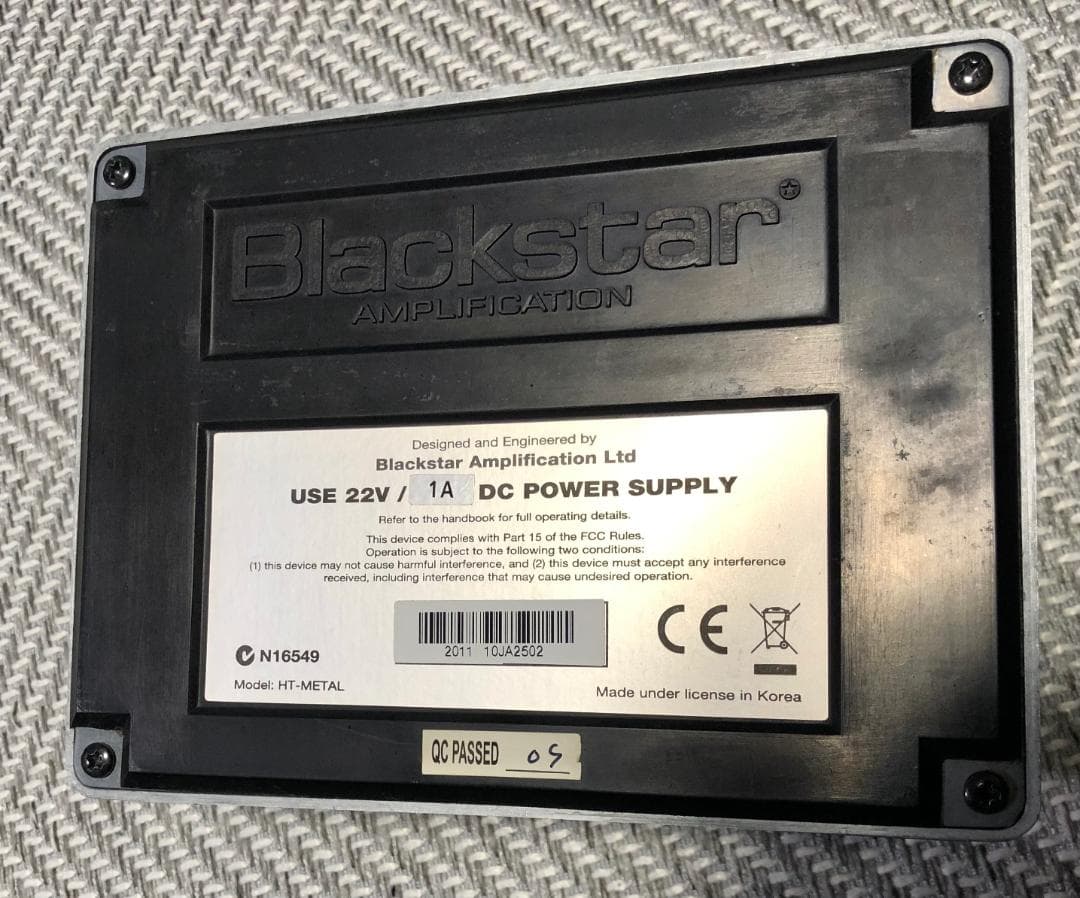 Blackstar®
AMPLIFICATION
Designed and Engineered by
Blackstar Amplification Ltd
USE 22V / 1A DC POWER SUPPLY
Refer to the handbook for full operating details.
This device complies with Part 15 of the FCC Rules.
Operation is subject to the following two conditions:
(1) this device may not cause harmful interference, and (2) this device must accept any interference
received, including interference that may cause undesired operation.
2011 10JA2502
CE
N16549
Model: HT-METAL
Made under license in Korea
QC PASSED